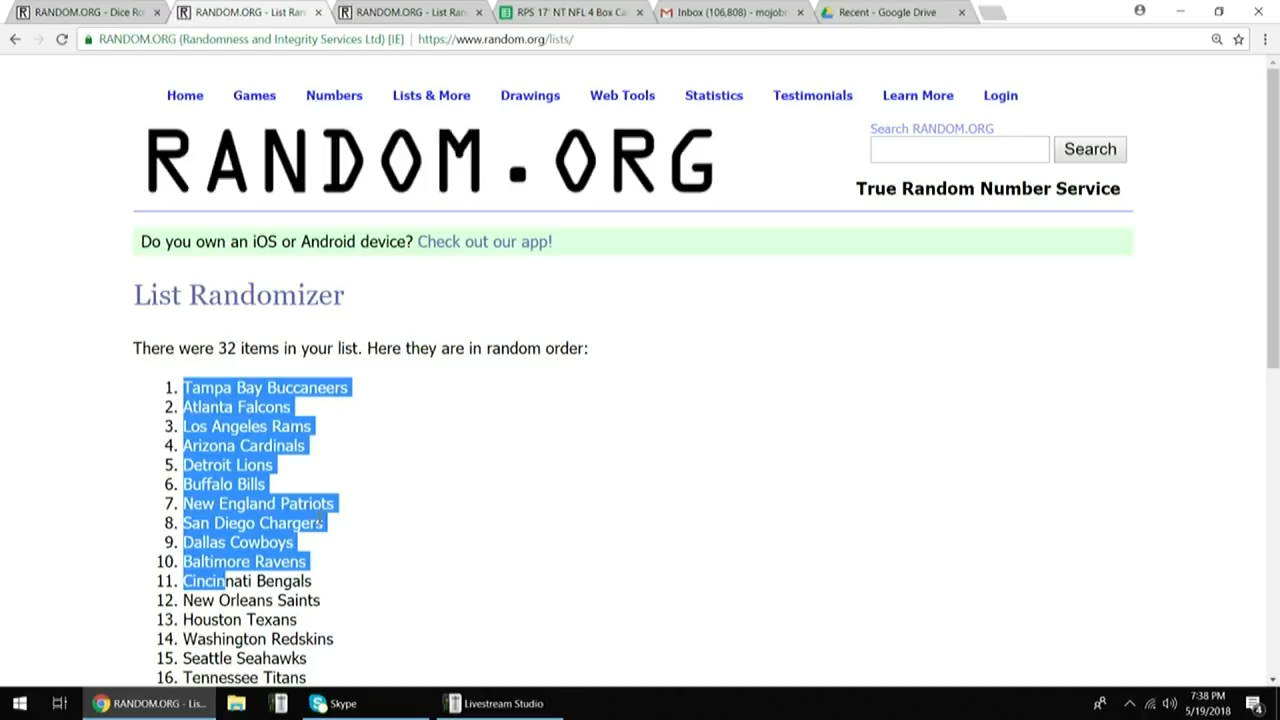 RANDOM.ORG - Dice Ro
RANDOM.ORG - List Ran
RANDOM.ORG - List Ran
RPS 17' NT NFL 4 Box Ca
Inbox (106,808) - mojobr
Recent - Google Drive
RANDOM.ORG (Randomness and Integrity Services Ltd) [IE]
https://www.random.org/lists/
Home Games Numbers Lists & More Drawings Web Tools Statistics Testimonials Learn More Login
RANDOM.ORG
Search RANDOM.ORG
Search
True Random Number Service
Do you own an iOS or Android device? Check out our app!
List Randomizer
There were 32 items in your list. Here they are in random order:
1. Tampa Bay Buccaneers
2. Atlanta Falcons
3. Los Angeles Rams
4. Arizona Cardinals
5. Detroit Lions
6. Buffalo Bills
7. New England Patriots
8. San Diego Chargers
9. Dallas Cowboys
10. Baltimore Ravens
11. Cincinnati Bengals
12. New Orleans Saints
13. Houston Texans
14. Washington Redskins
15. Seattle Seahawks
16. Tennessee Titans
RANDOM.ORG - Lis...
Skype
Livestream Studio
7:38 PM
5/19/2018
4